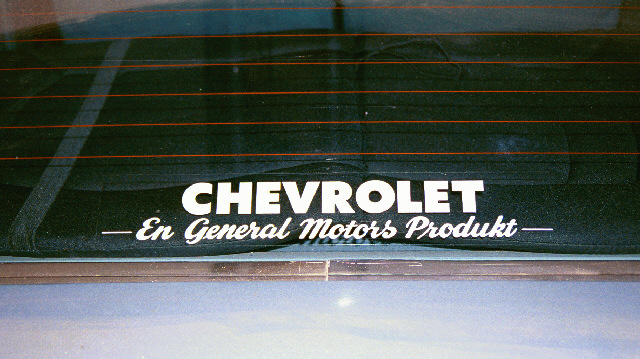 CHEVROLET
En General Motors Produkt